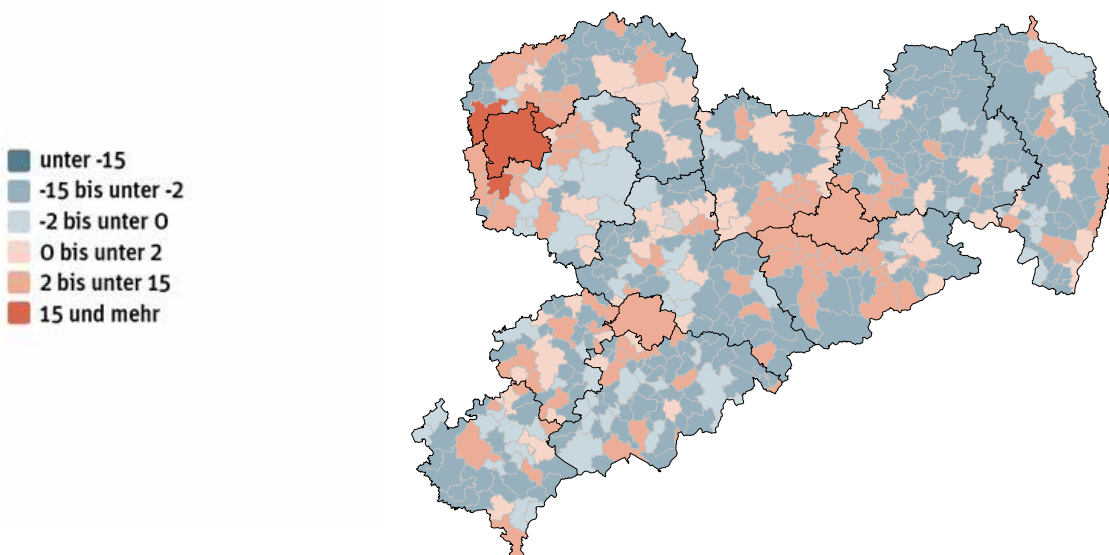 unter -15
-15 bis unter -2
-2 bis unter 0
0 bis unter 2
2 bis unter 15
15 und mehr